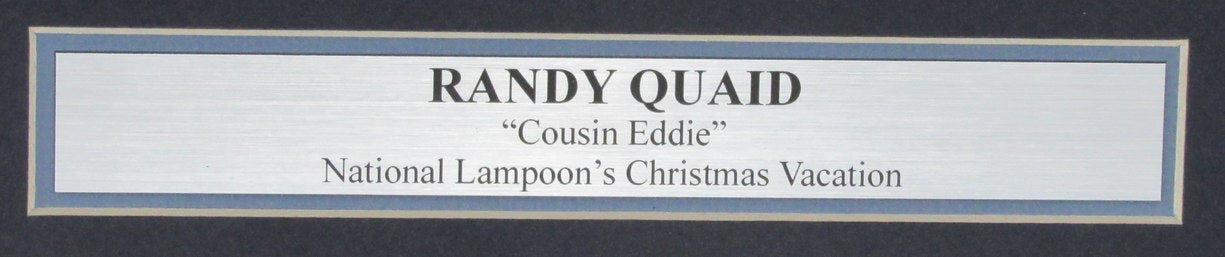 RANDY QUAID
“Cousin Eddie”
National Lampoon’s Christmas Vacation